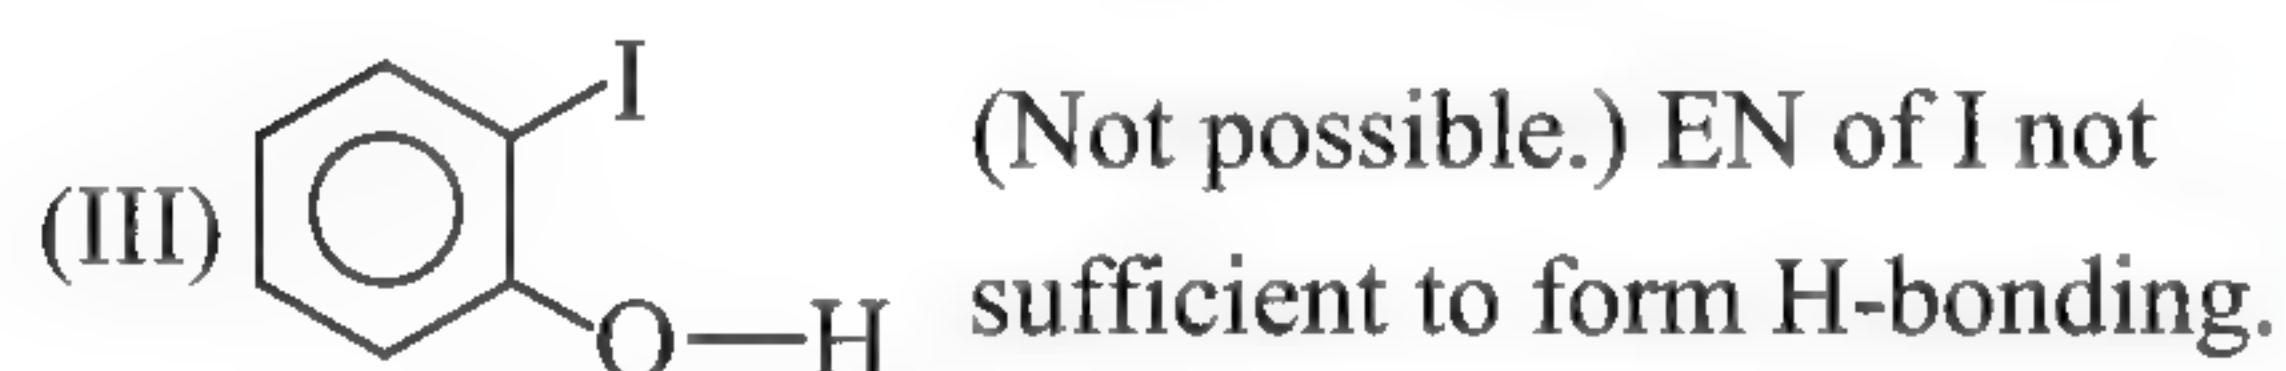 I
(Not possible.) EN of I not
(III)
sufficient to form H-bonding.
O—H